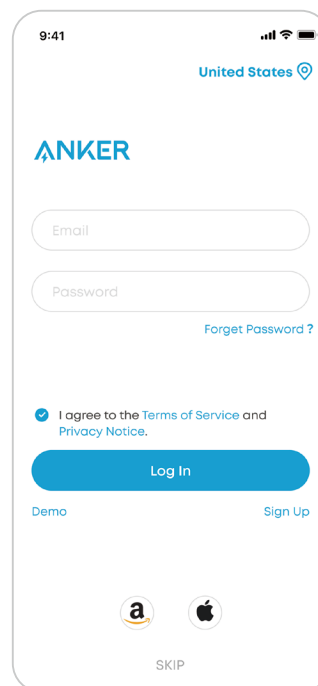 9:41
United States
ANKER
Email
Password
Forget Password ?
I agree to the Terms of Service and
Privacy Notice.
Log In
Demo Sign Up
a
SKIP